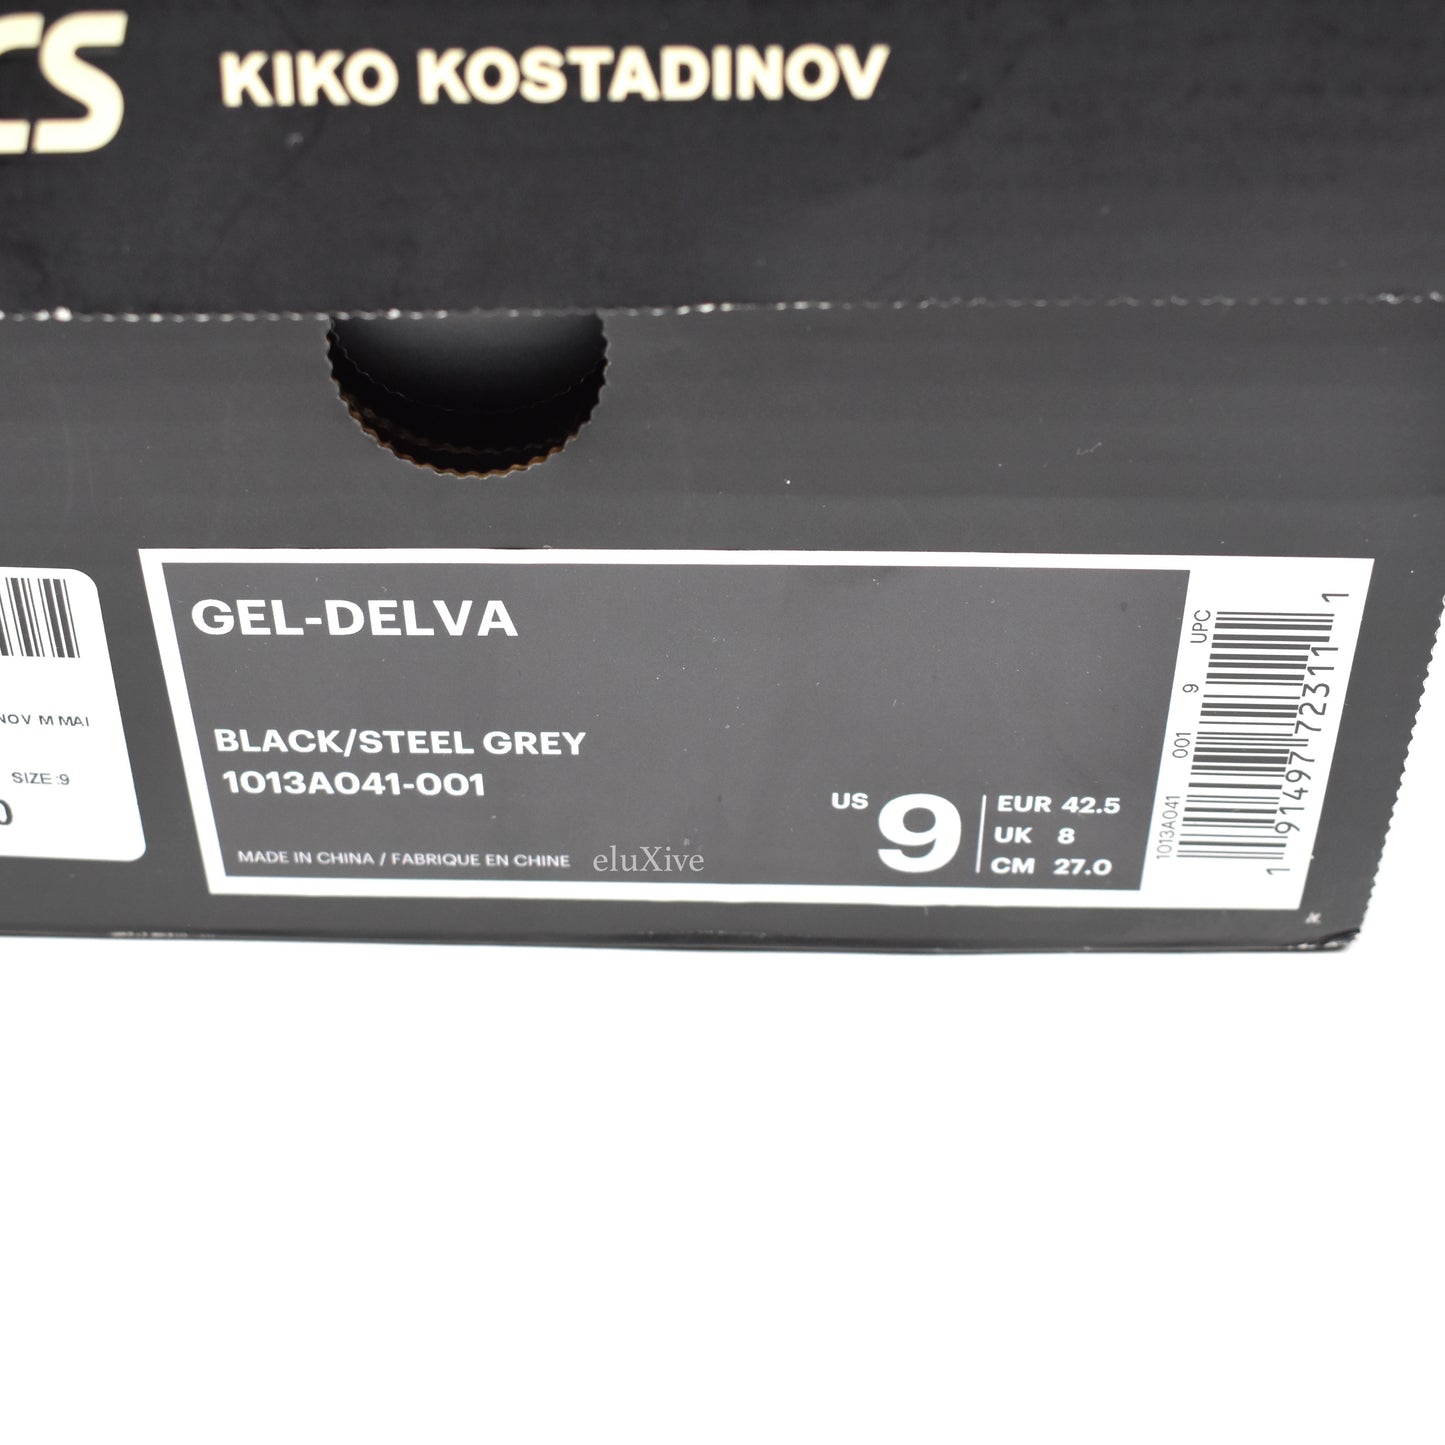 CS KIKO KOSTADINOV
NOV M MAI
SIZE :9
0
GEL-DELVA
BLACK/STEEL GREY
1013A041-001
MADE IN CHINA / FABRIQUE EN CHINE
eluXive
US 9
EUR 42.5
UK 8
CM 27.0
1013A041 001 9 UPC
1 91497 72311 1
K